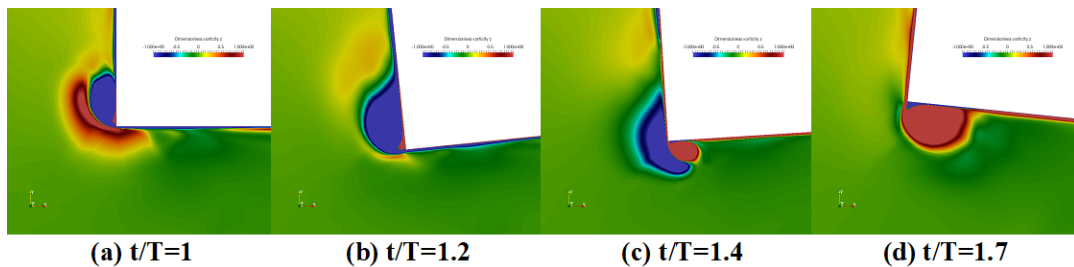 Dimensionless vorticity z
-1.000e+00 -0.5 0 0.5 1.000e+00
Dimensionless vorticity z
-1.000e+00 -0.5 0 0.5 1.000e+00
Dimensionless vorticity z
-1.000e+00 -0.5 0 0.5 1.000e+00
Dimensionless vorticity z
-1.000e+00 -0.5 0 0.5 1.000e+00
(a) t/T=1
(b) t/T=1.2
(c) t/T=1.4
(d) t/T=1.7